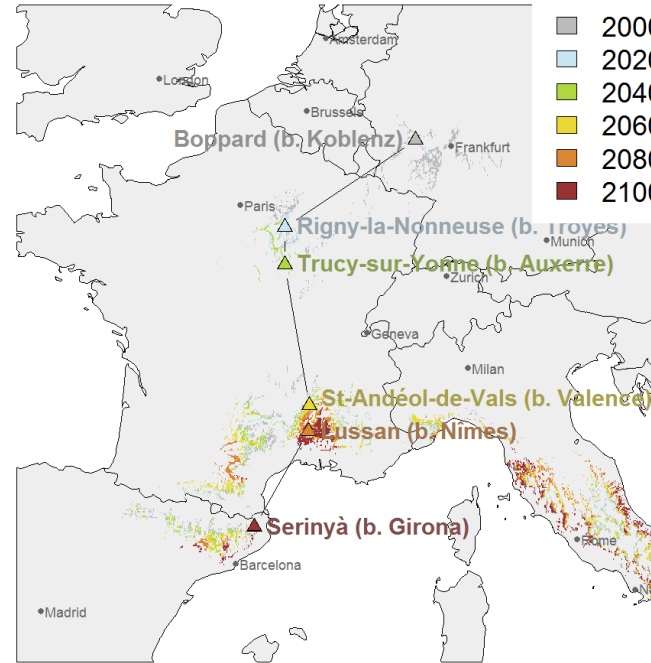 2000
2020
2040
2060
2080
2100
Amsterdam
London
Brussels
Boppard (b. Koblenz)
Frankfurt
Paris
Rigny-la-Nonneuse (b. Troyes)
Munich
Trucy-sur-Yonne (b. Auxerre)
Zurich
Geneva
Milan
St-Andéol-de-Vals (b. Valence)
Lussan (b. Nîmes)
Serinyà (b. Girona)
Rome
Barcelona
Madrid